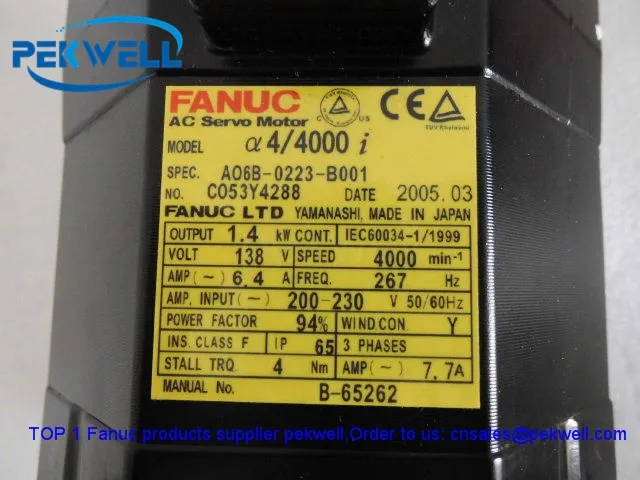 PEKWELL
FANUC
AC Servo Motor
C US
CE
TUV Rheinland
MODEL α4/4000 i
SPEC. A06B-0223-B001
NO. C053Y4288 DATE 2005.03
FANUC LTD YAMANASHI, MADE IN JAPAN
OUTPUT 1.4 kW CONT. IEC60034-1/1999
VOLT 138 V SPEED 4000 min⁻¹
AMP(~) 6.4 A FREQ. 267 Hz
AMP. INPUT(~) 200-230 V 50/60Hz
POWER FACTOR 94% WIND.CON. Y
INS. CLASS F IP 65 3 PHASES
STALL TRQ. 4 Nm AMP(~) 7.7A
MANUAL No. B-65262
TOP 1 Fanuc products supplier pekwell,Order to us: cnsales@pekwell.com